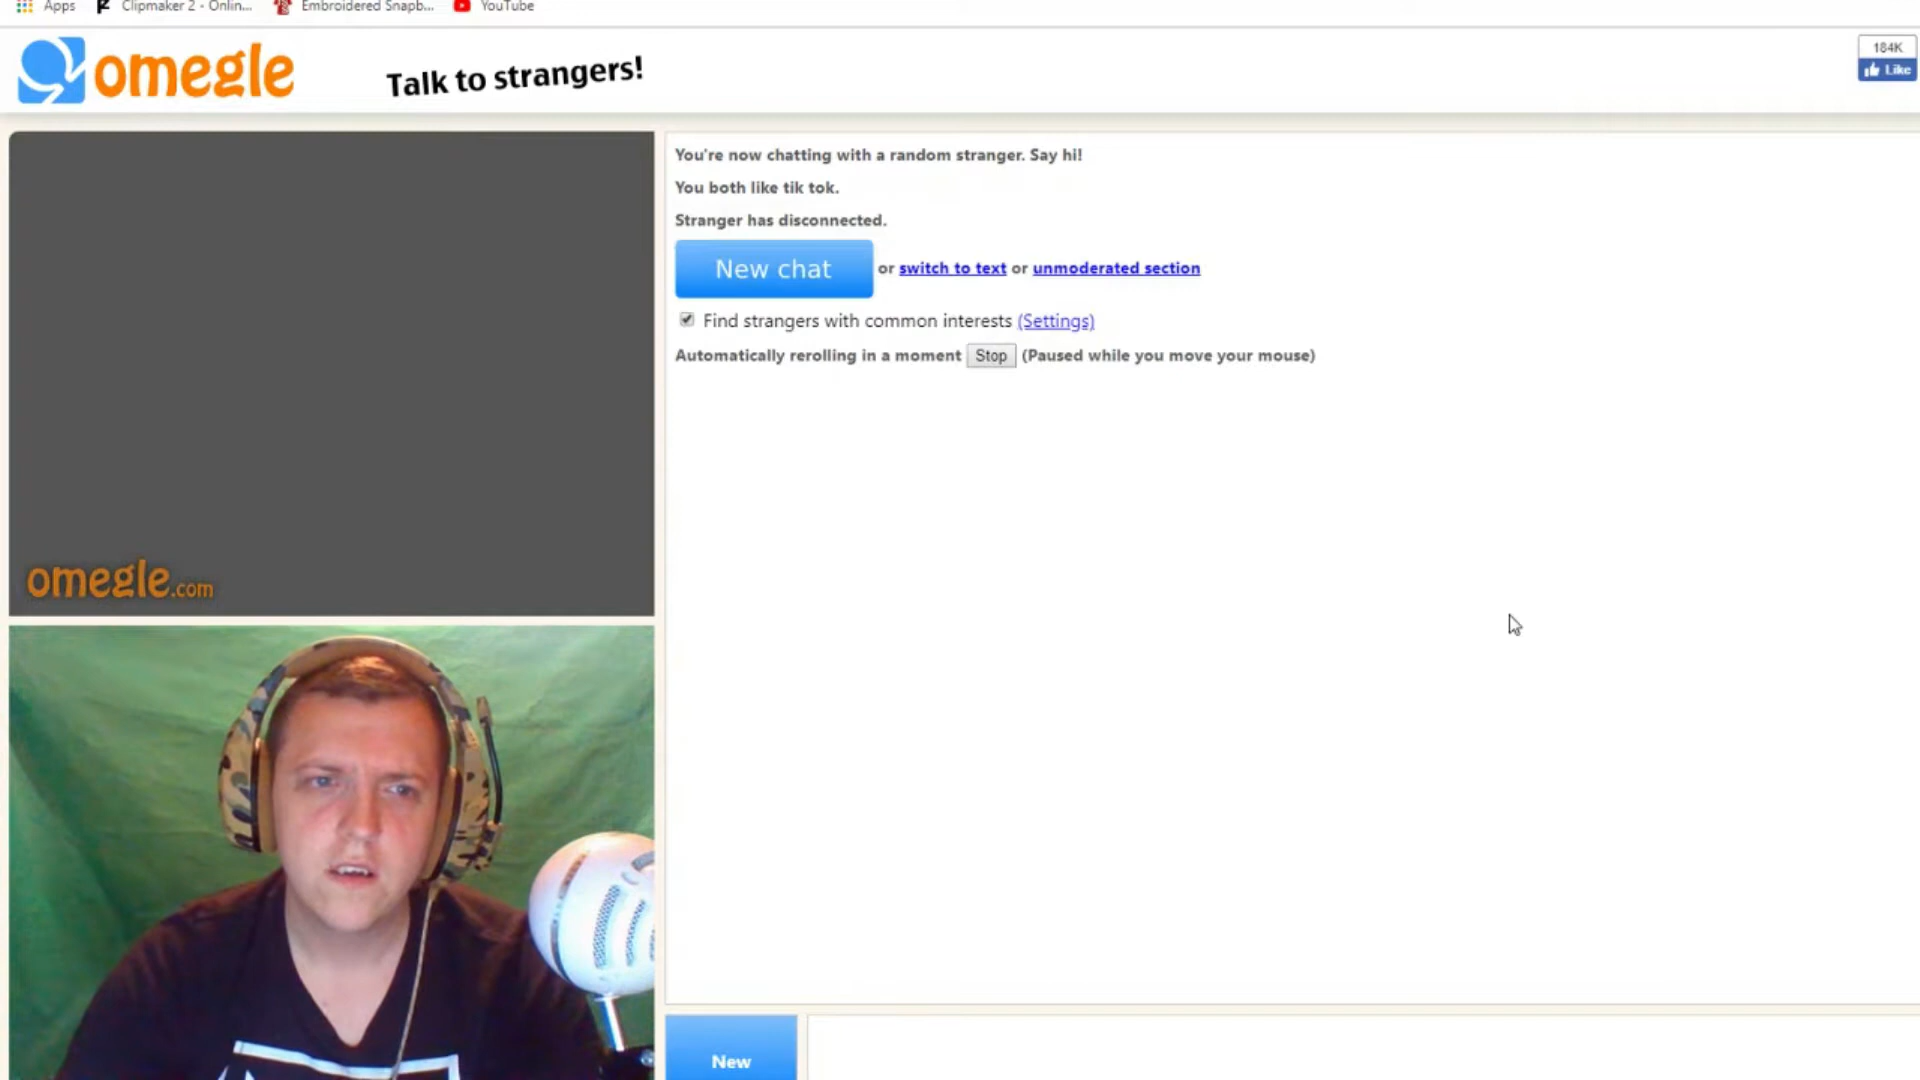 Apps Clipmaker 2 - Onlin... Embroidered Snapb... YouTube
omegle Talk to strangers!
184K
Like
You're now chatting with a random stranger. Say hi!
You both like tik tok.
Stranger has disconnected.
New chat or switch to text or unmoderated section
Find strangers with common interests (Settings)
Automatically rerolling in a moment Stop (Paused while you move your mouse)
omegle.com
New